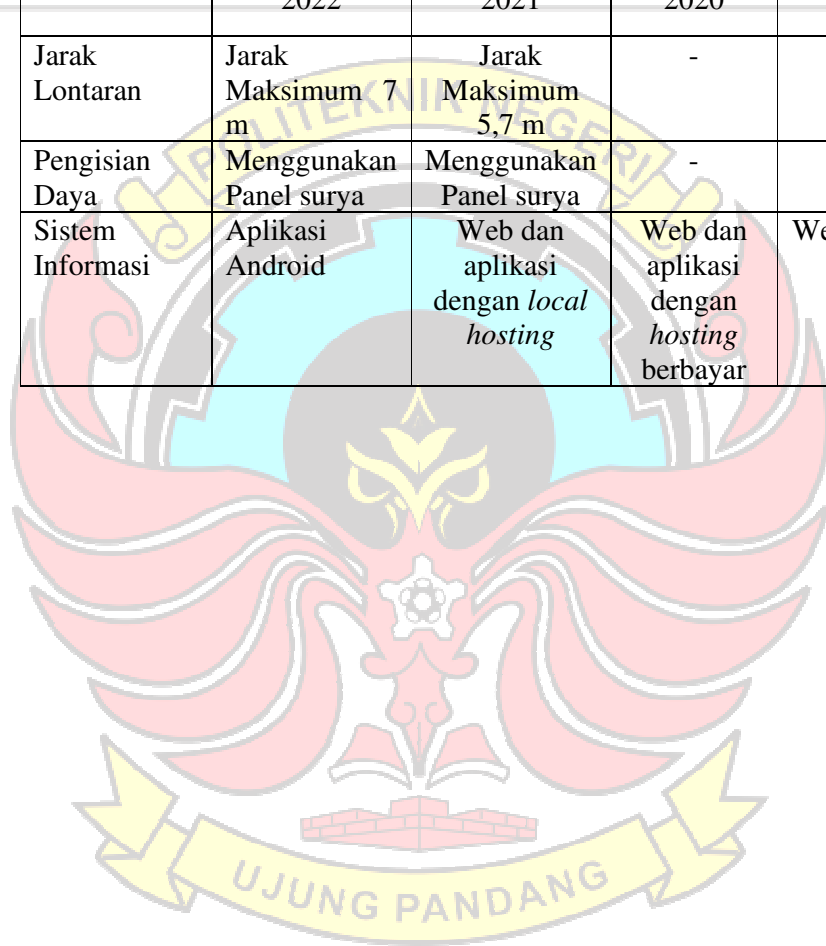 2022 2021 2020
Jarak Lontaran Jarak Maksimum 7 m Jarak Maksimum 5,7 m -
Pengisian Daya Menggunakan Panel surya Menggunakan Panel surya -
Sistem Informasi Aplikasi Android Web dan aplikasi dengan local hosting Web dan aplikasi dengan hosting berbayar
POLITEKNIK NEGERI
UJUNG PANDANG